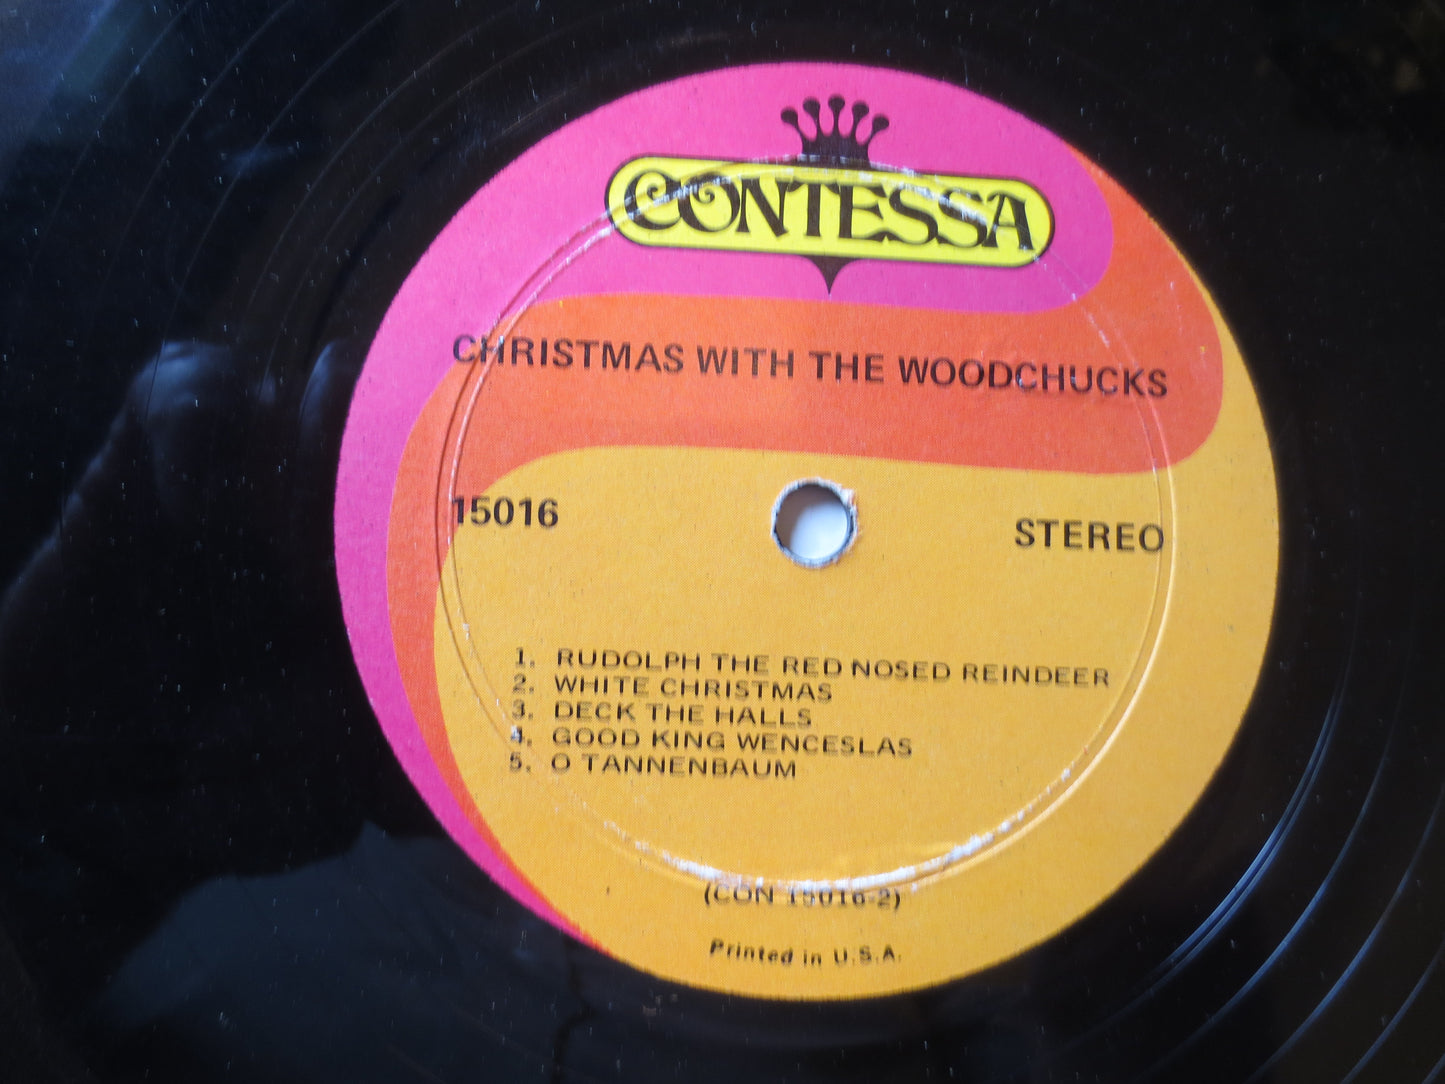 CONTESSA
CHRISTMAS WITH THE WOODCHUCKS
15016 STEREO
1. RUDOLPH THE RED NOSED REINDEER
2. WHITE CHRISTMAS
3. DECK THE HALLS
4. GOOD KING WENCESLAS
5. O TANNENBAUM
(CON 15016-2)
Printed in U.S.A.